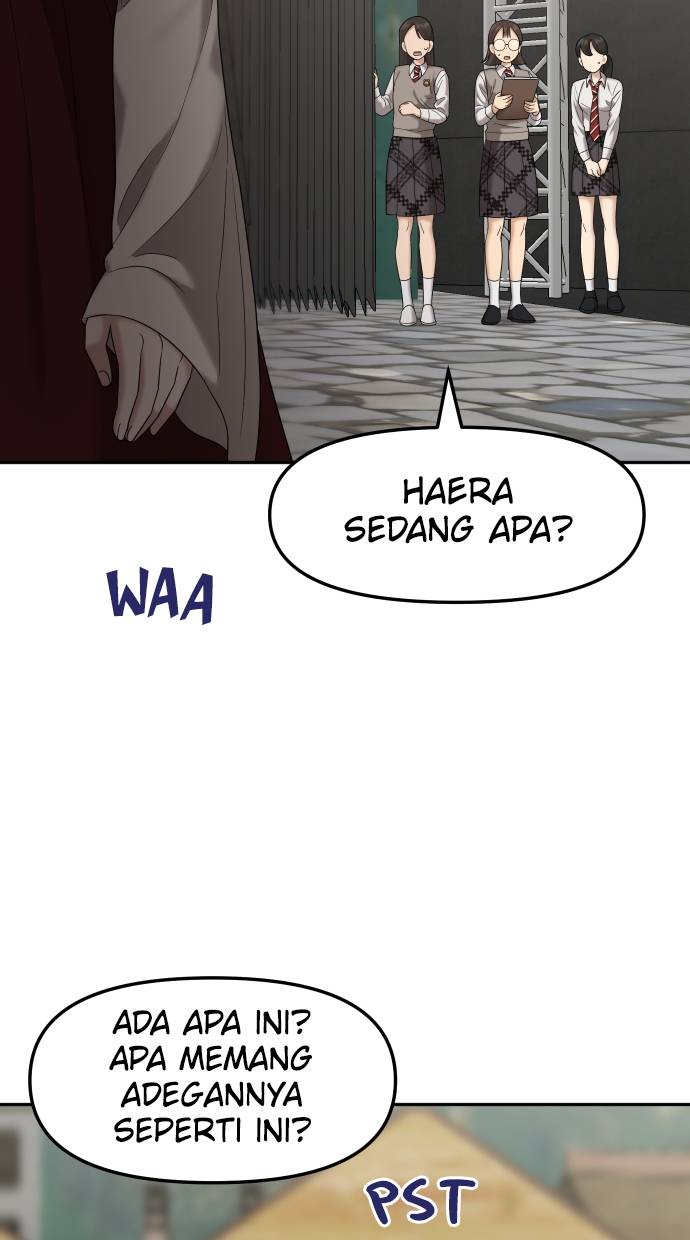 HAERA
SEDANG APA?
WAA
ADA APA INI?
APA MEMANG
ADEGANNYA
SEPERTI INI?
PST